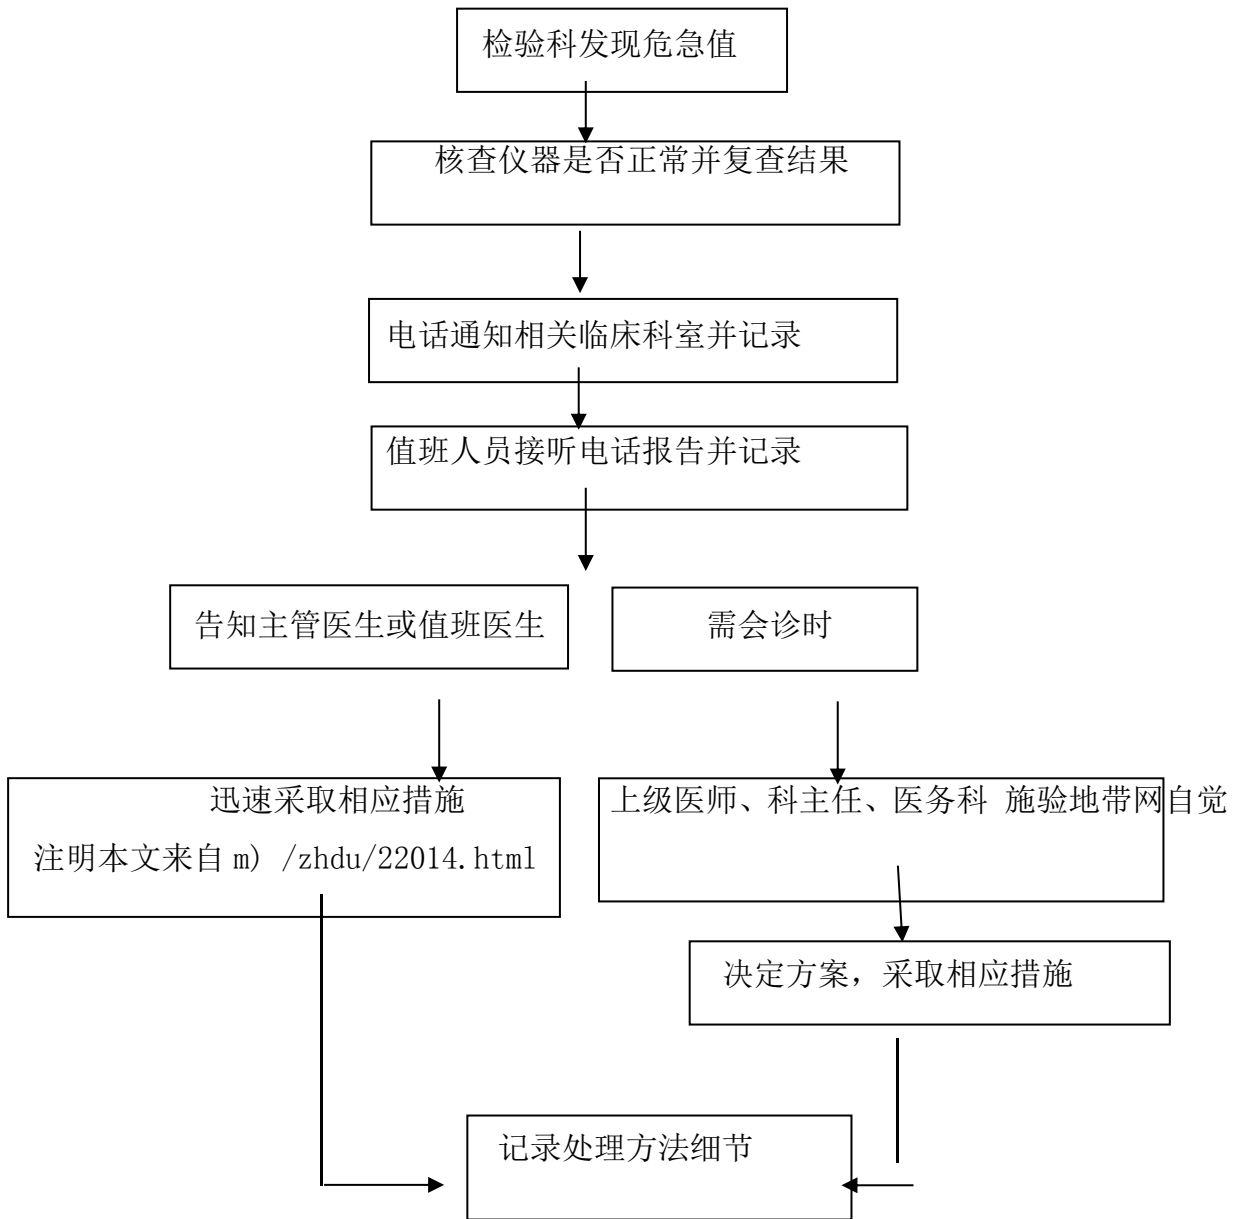 检验科发现危急值
核查仪器是否正常并复查结果
电话通知相关临床科室并记录
值班人员接听电话报告并记录
告知主管医生或值班医生
需会诊时
迅速采取相应措施
注明本文来自 m) /zhdu/22014.html
上级医师、科主任、医务科 施验地带网自觉
决定方案，采取相应措施
记录处理方法细节